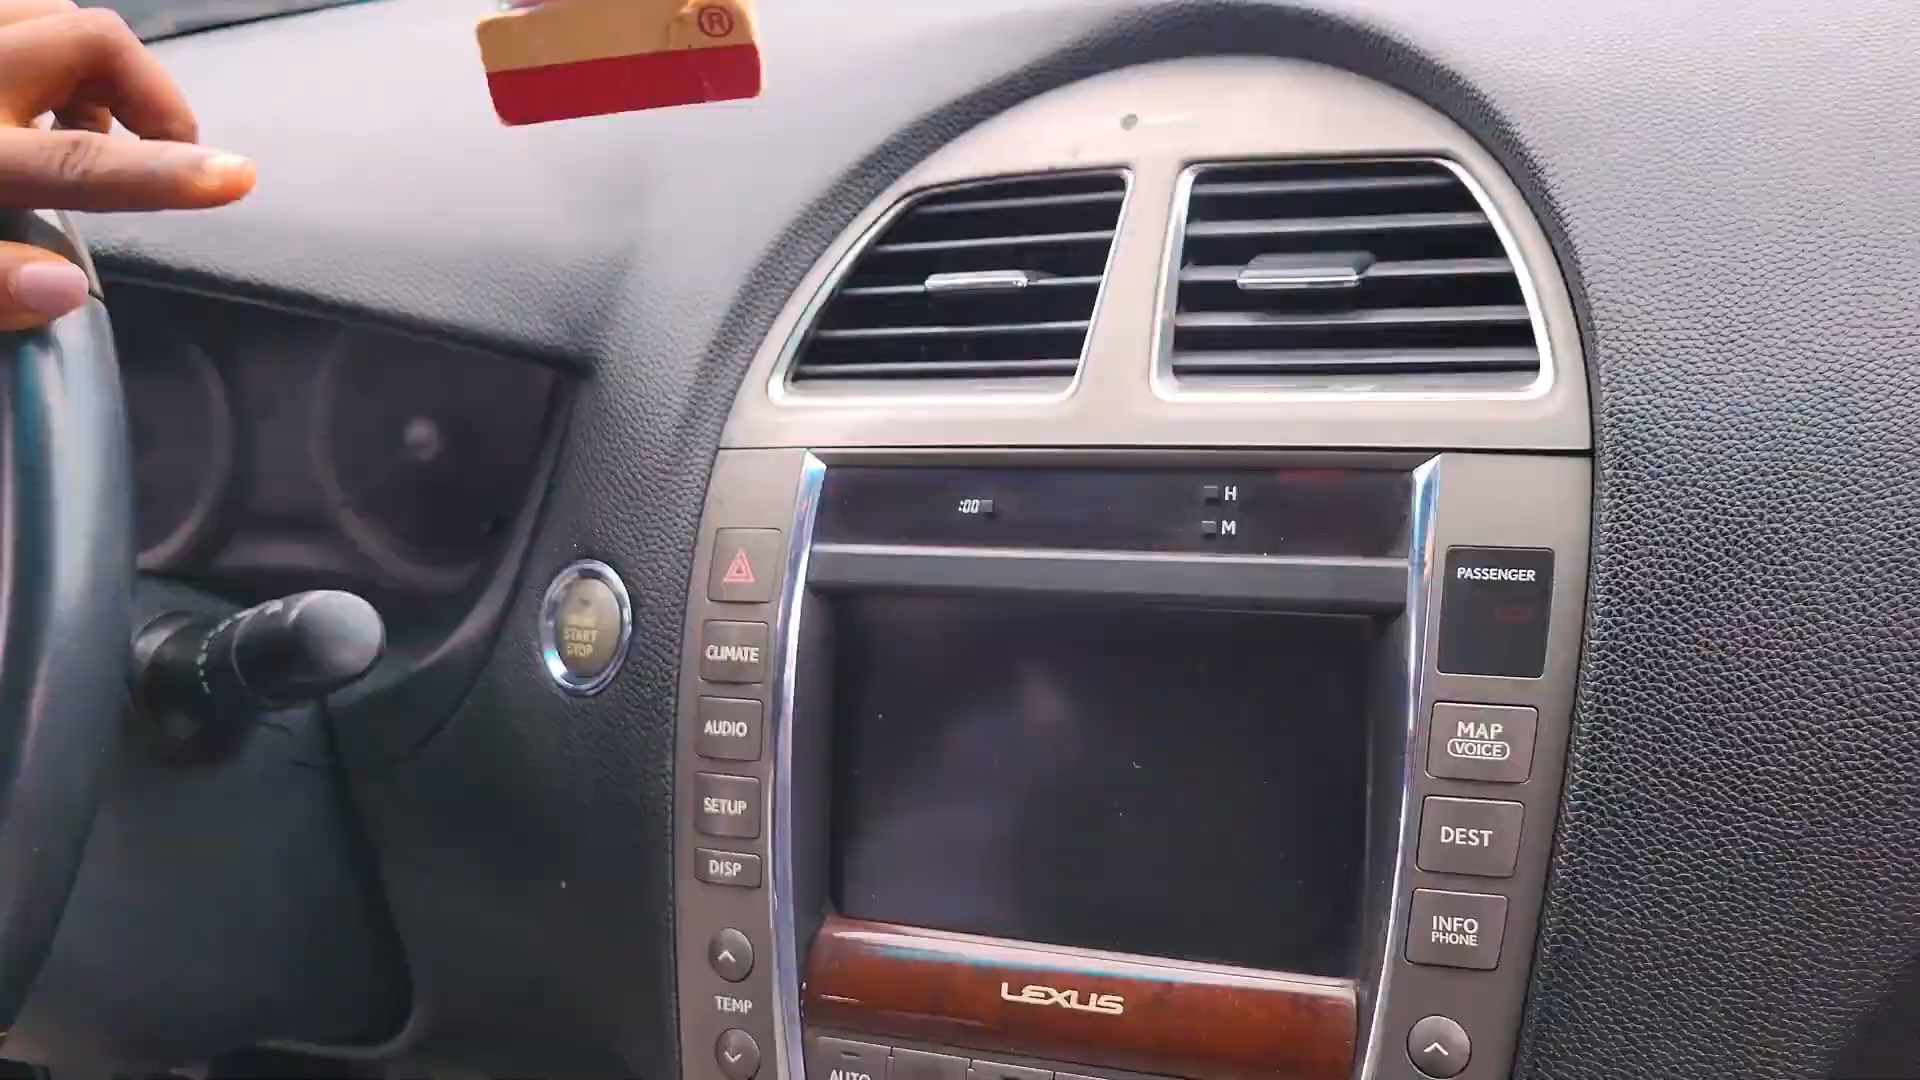 ®
:00
H
M
PASSENGER
START
STOP
CLIMATE
MAP
VOICE
AUDIO
SETUP
DEST
DISP
INFO
PHONE
LEXUS
TEMP
AUTO